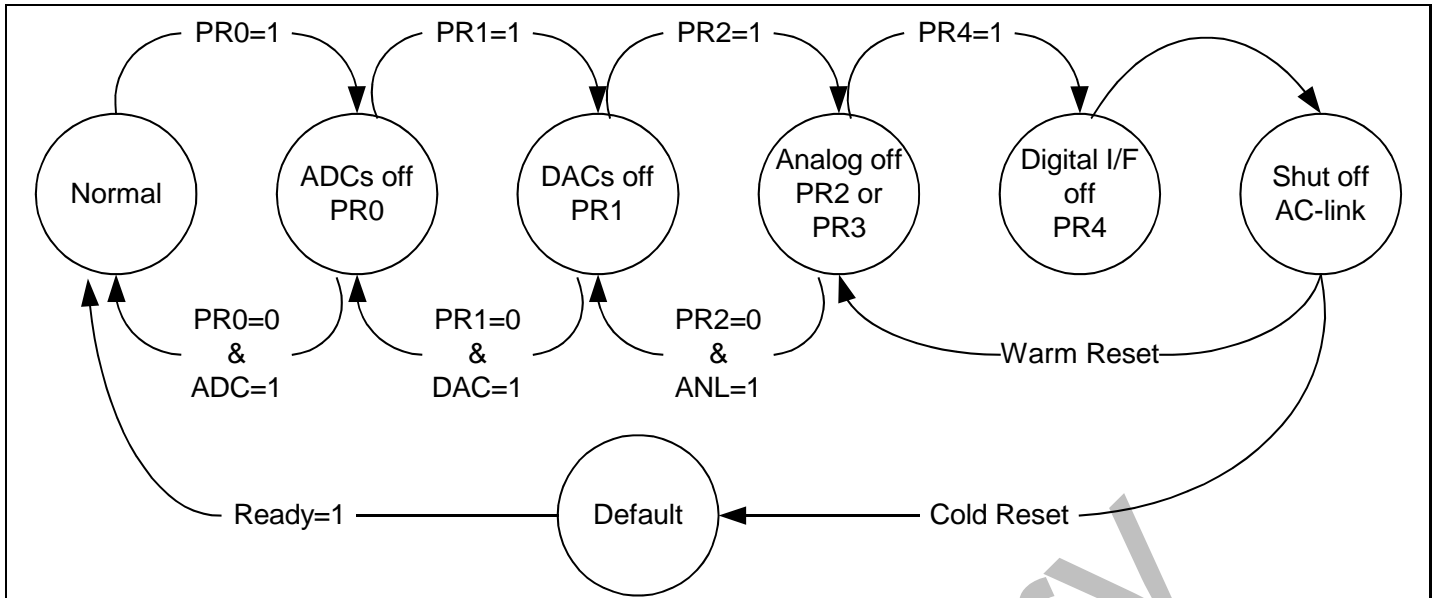 PR0=1
PR1=1
PR2=1
PR4=1
Normal
ADCs off
PR0
DACs off
PR1
Analog off
PR2 or
PR3
Digital I/F
off
PR4
Shut off
AC-link
PR0=0
&
ADC=1
PR1=0
&
DAC=1
PR2=0
&
ANL=1
Warm Reset
Ready=1
Default
Cold Reset